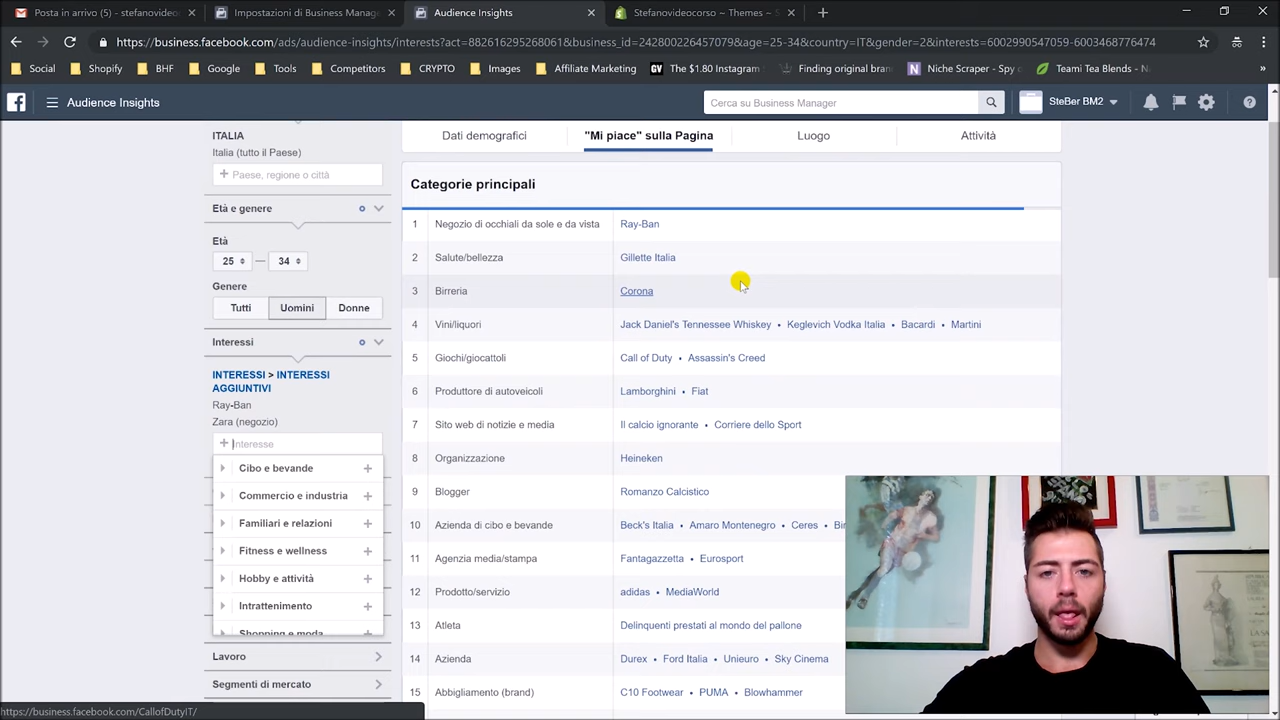 Posta in arrivo (5) - stefanovideo
Impostazioni di Business Manage
Audience Insights
Stefanovideocorso ~ Themes ~ S
https://business.facebook.com/ads/audience-insights/interests?act=882616295268061&business_id=242800226457079&age=25-34&country=IT&gender=2&interests=6002990547059-6003468776474
Social
Shopify
BHF
Google
Tools
Competitors
CRYPTO
Images
Affiliate Marketing
The $1.80 Instagram
Finding original bran
Niche Scraper - Spy o
Teami Tea Blends -
Audience Insights
Cerca su Business Manager
SteBer BM2
ITALIA
Italia (tutto il Paese)
+ Paese, regione o città
Età e genere
Età
25 — 34
Genere
Tutti Uomini Donne
Interessi
INTERESSI > INTERESSI
AGGIUNTIVI
Ray-Ban
Zara (negozio)
+ Interesse
Cibo e bevande +
Commercio e industria +
Familiari e relazioni +
Fitness e wellness +
Hobby e attività +
Intrattenimento +
Shopping e moda
Lavoro
Segmenti di mercato
Dati demografici "Mi piace" sulla Pagina Luogo Attività
Categorie principali
1 Negozio di occhiali da sole e da vista Ray-Ban
2 Salute/bellezza Gillette Italia
3 Birreria Corona
4 Vini/liquori Jack Daniel's Tennessee Whiskey • Keglevich Vodka Italia • Bacardi • Martini
5 Giochi/giocattoli Call of Duty • Assassin's Creed
6 Produttore di autoveicoli Lamborghini • Fiat
7 Sito web di notizie e media Il calcio ignorante • Corriere dello Sport
8 Organizzazione Heineken
9 Blogger Romanzo Calcistico
10 Azienda di cibo e bevande Beck's Italia • Amaro Montenegro • Ceres • Bir
11 Agenzia media/stampa Fantagazzetta • Eurosport
12 Prodotto/servizio adidas • MediaWorld
13 Atleta Delinquenti prestati al mondo del pallone
14 Azienda Durex • Ford Italia • Unieuro • Sky Cinema
15 Abbigliamento (brand) C10 Footwear • PUMA • Blowhammer
https://business.facebook.com/CallofDutyIT/